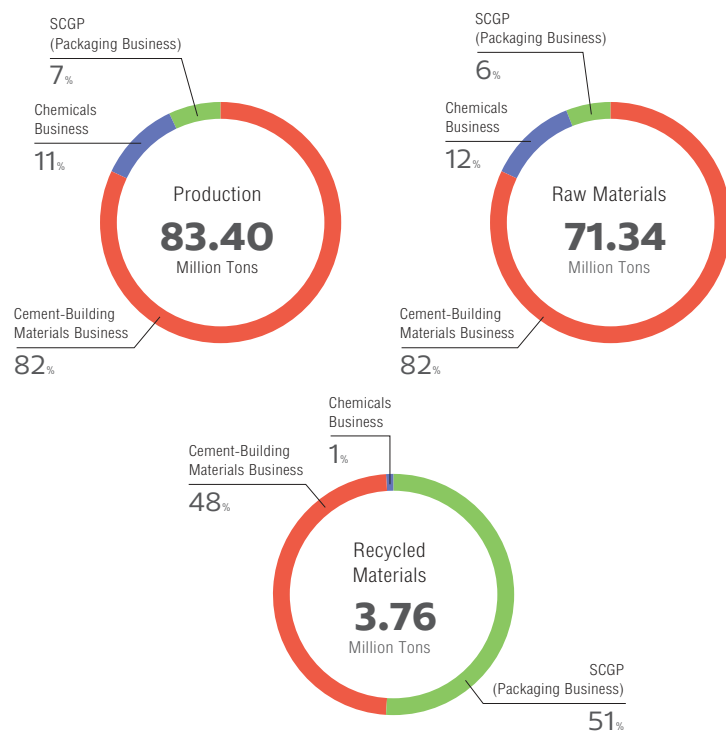 SCGP
(Packaging Business)
7%
Chemicals
Business
11%
Production
83.40
Million Tons
Cement-Building
Materials Business
82%
SCGP
(Packaging Business)
6%
Chemicals
Business
12%
Raw Materials
71.34
Million Tons
Cement-Building
Materials Business
82%
Chemicals
Business
1%
Cement-Building
Materials Business
48%
Recycled
Materials
3.76
Million Tons
SCGP
(Packaging Business)
51%